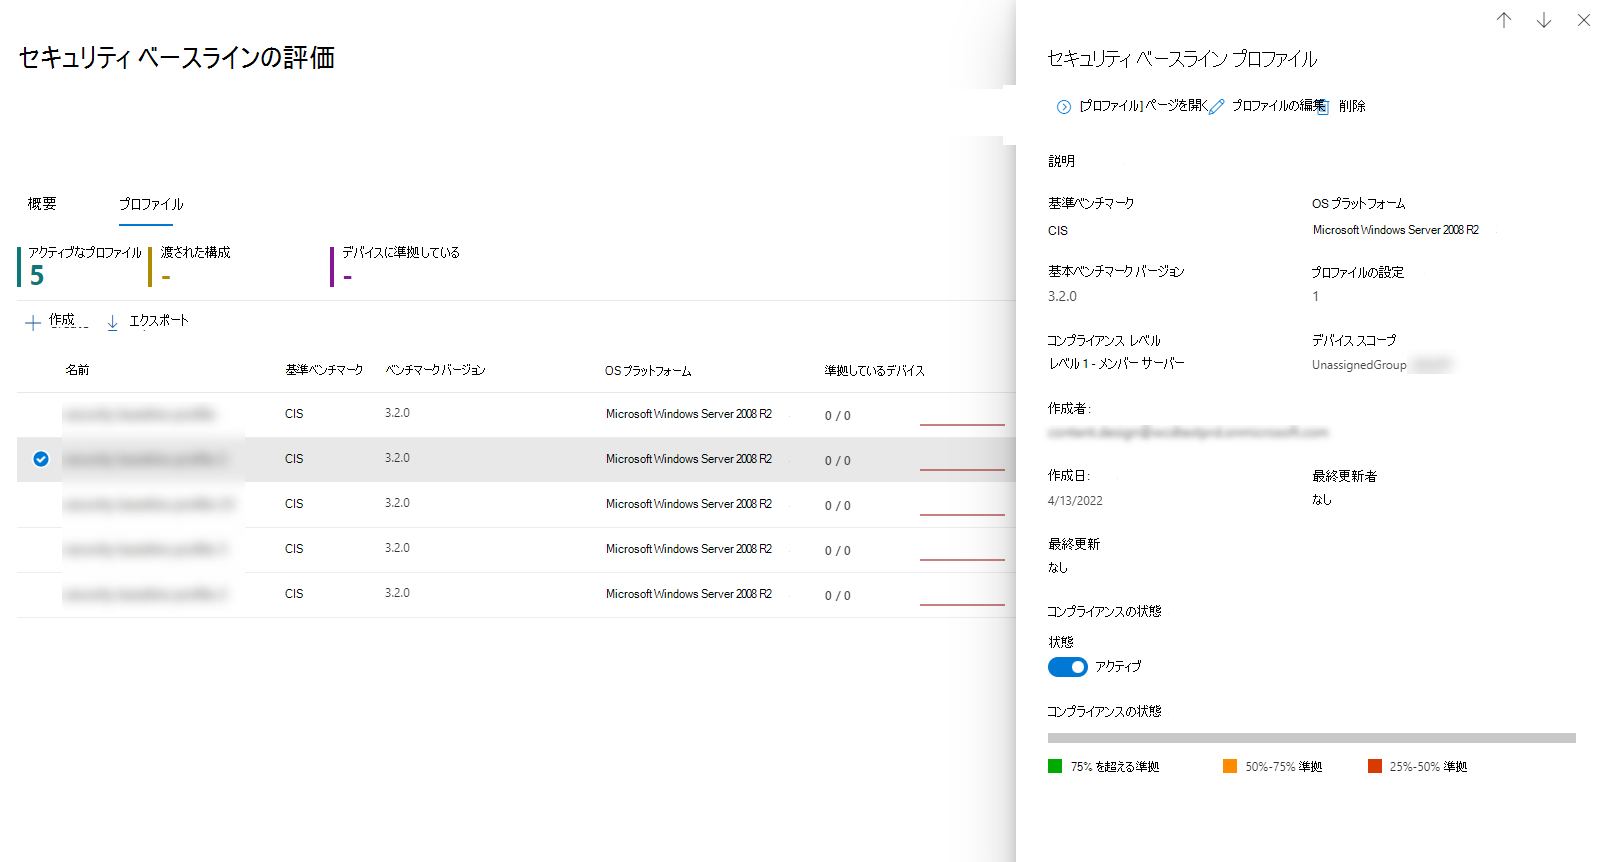 セキュリティ ベースラインの評価
概要
プロファイル
アクティブなプロファイル
5
渡された構成
-
デバイスに準拠している
-
作成
エクスポート
名前 基準ベンチマーク ベンチマークバージョン OS プラットフォーム 準拠しているデバイス
CIS 3.2.0 Microsoft Windows Server 2008 R2 0 / 0
CIS 3.2.0 Microsoft Windows Server 2008 R2 0 / 0
CIS 3.2.0 Microsoft Windows Server 2008 R2 0 / 0
CIS 3.2.0 Microsoft Windows Server 2008 R2 0 / 0
CIS 3.2.0 Microsoft Windows Server 2008 R2 0 / 0
セキュリティ ベースライン プロファイル
[プロファイル] ページを開く プロファイルの編集 削除
説明
基準ベンチマーク
CIS
OS プラットフォーム
Microsoft Windows Server 2008 R2
基本ベンチマーク バージョン
3.2.0
プロファイルの設定
1
コンプライアンス レベル
レベル 1 - メンバー サーバー
デバイス スコープ
UnassignedGroup
作成者:
作成日:
4/13/2022
最終更新者
なし
最終更新
なし
コンプライアンスの状態
状態
アクティブ
コンプライアンスの状態
75% を超える準拠
50%-75% 準拠
25%-50% 準拠